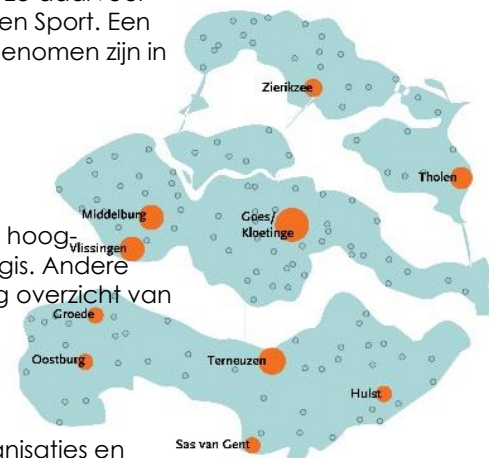 en Sport. Een
enomen zijn in
Zierikzee
Tholen
Middelburg
Goes/
Kloetinge
hoog-
Vlissingen
gis. Andere
g overzicht van
Groede
Oostburg
Terneuzen
Hulst
Sas van Gent
anisaties en